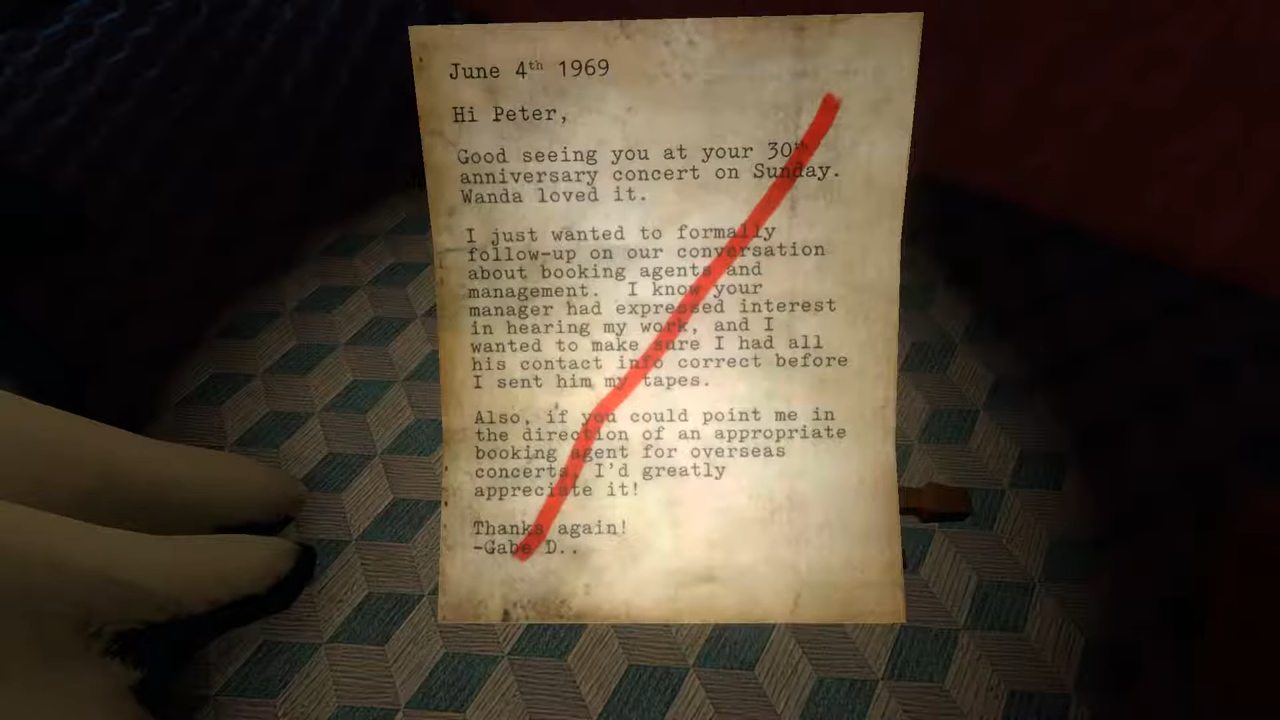 June 4th 1969
Hi Peter,
Good seeing you at your 30th
anniversary concert on Sunday.
Wanda loved it.
I just wanted to formally
follow-up on our conversation
about booking agents and
management. I know your
manager had expressed interest
in hearing my work, and I
wanted to make sure I had all
his contact info correct before
I sent him my tapes.
Also, if you could point me in
the direction of an appropriate
booking agent for overseas
concerts, I'd greatly
appreciate it!
Thanks again!
-Gabe D..